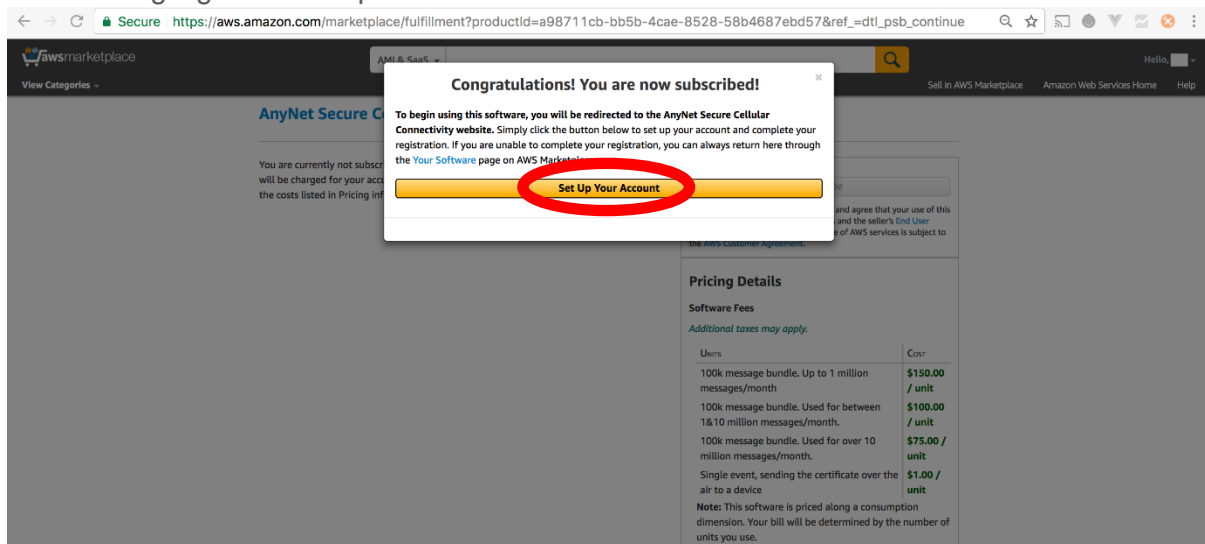 Secure https://aws.amazon.com/marketplace/fulfillment?productId=a98711cb-bb5b-4cae-8528-58b4687ebd57&ref_=dtl_psb_continue
awsmarketplace
AMI & SaaS
Hello,
View Categories
Sell in AWS Marketplace Amazon Web Services Home Help
Congratulations! You are now subscribed!
×
AnyNet Secure C
To begin using this software, you will be redirected to the AnyNet Secure Cellular
Connectivity website. Simply click the button below to set up your account and complete your
registration. If you are unable to complete your registration, you can always return here through
the Your Software page on AWS
You are currently not subscr
will be charged for your accu
the costs listed in Pricing inf
Set Up Your Account
and agree that your use of this
and the seller's End User
e of AWS services is subject to
the AWS Customer Agreement.
Pricing Details
Software Fees
Additional taxes may apply.
Units Cost
100k message bundle. Up to 1 million $150.00
messages/month / unit
100k message bundle. Used for between $100.00
1&10 million messages/month. / unit
100k message bundle. Used for over 10 $75.00 /
million messages/month. unit
Single event, sending the certificate over the $1.00 /
air to a device unit
Note: This software is priced along a consumption
dimension. Your bill will be determined by the number of
units you use.